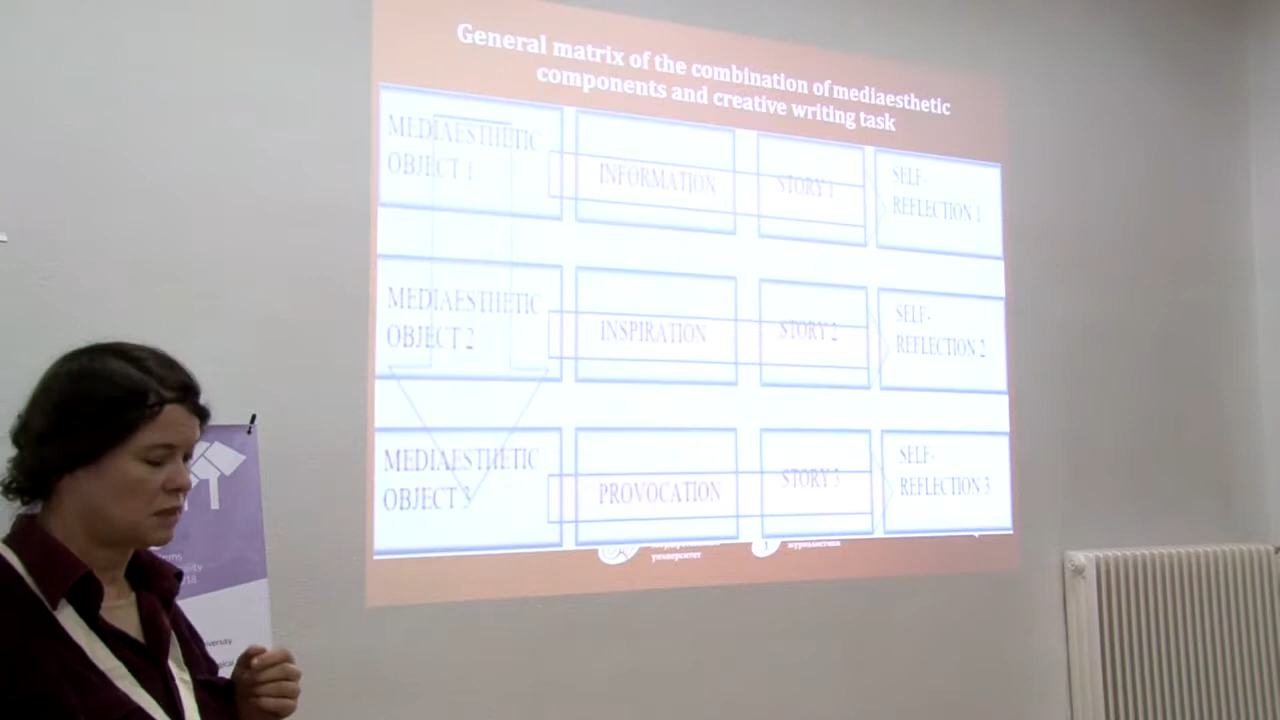 General matrix of the combination of mediaesthetic
components and creative writing task
MEDIAESTHETIC
OBJECT 1
INFORMATION
STORY 1
SELF-
REFLECTION 1
MEDIAESTHETIC
OBJECT 2
INSPIRATION
STORY 2
SELF-
REFLECTION 2
MEDIAESTHETIC
OBJECT 3
PROVOCATION
STORY 3
SELF-
REFLECTION 3
университет